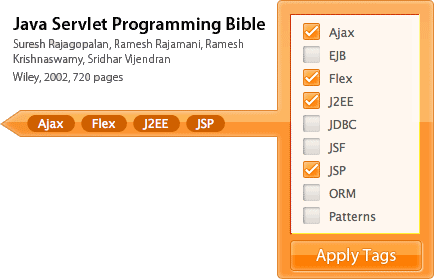 Java Servlet Programming Bible
Suresh Rajagopalan, Ramesh Rajamani, Ramesh
Krishnaswamy, Sridhar Vijendran
Wiley, 2002, 720 pages
Ajax Flex J2EE JSP
Ajax
EJB
Flex
J2EE
JDBC
JSF
JSP
ORM
Patterns
Apply Tags